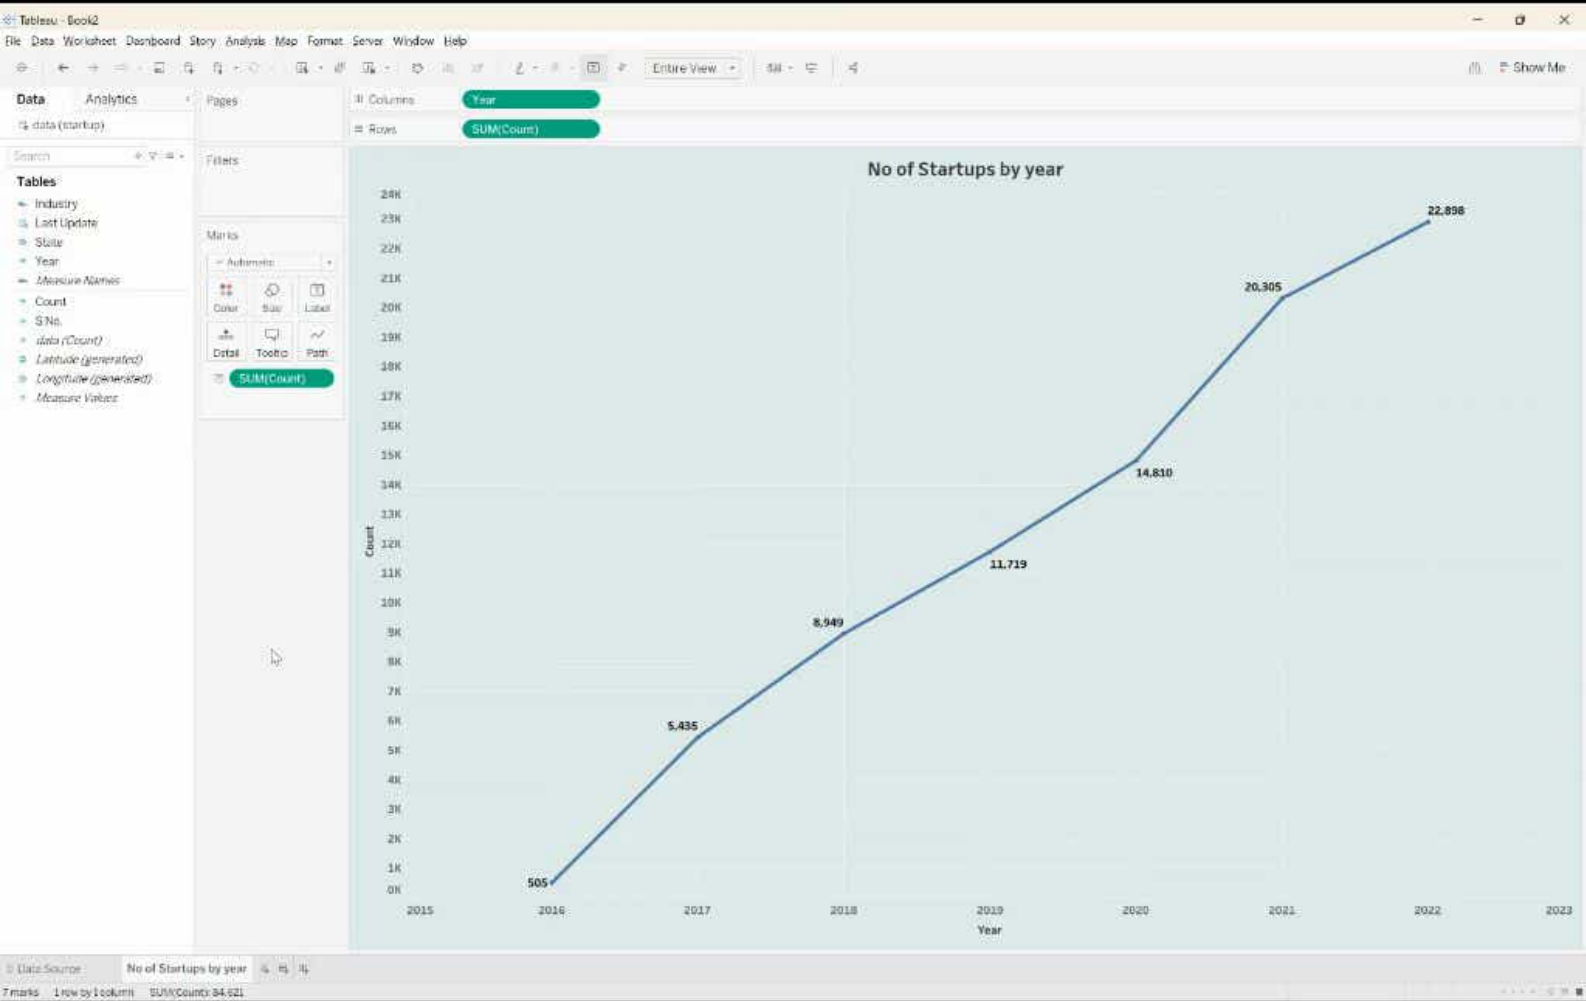 Tableau - Book2
File Data Worksheet Dashboard Story Analysis Map Format Server Window Help
Entire View
Show Me
Data Analytics
Pages
Columns
Year
data (startup)
Rows
SUM(Count)
Search
Filters
Tables
Industry
Last Update
State
Year
Measure Names
Count
S No.
data (Count)
Latitude (generated)
Longitude (generated)
Measure Values
Marks
Automatic
Color Size Label
Detail Tooltip Path
SUM(Count)
No of Startups by year
24K
23K
22K
21K
20K
19K
18K
17K
16K
15K
14K
13K
12K
11K
10K
9K
8K
7K
6K
5K
4K
3K
2K
1K
0K
Count
505
5,435
8,949
11,719
14,810
20,305
22,898
2015 2016 2017 2018 2019 2020 2021 2022 2023
Year
Data Source
No of Startups by year
7 marks 1 row by 1 column SUM(Count): 84,621